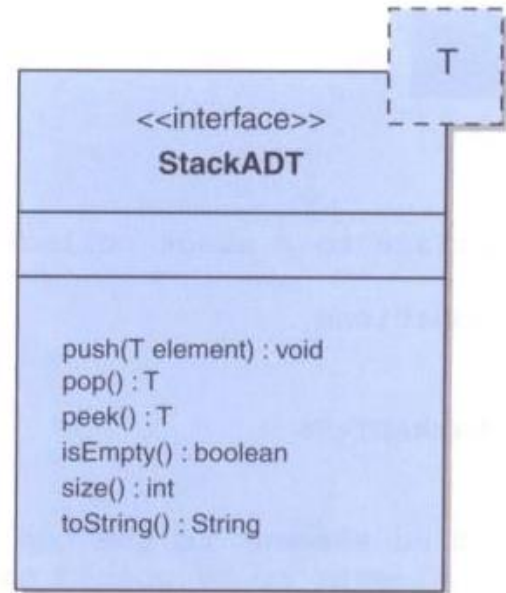 T
<<interface>>
StackADT
push(T element) : void
pop() : T
peek() : T
isEmpty() : boolean
size() : int
toString() : String